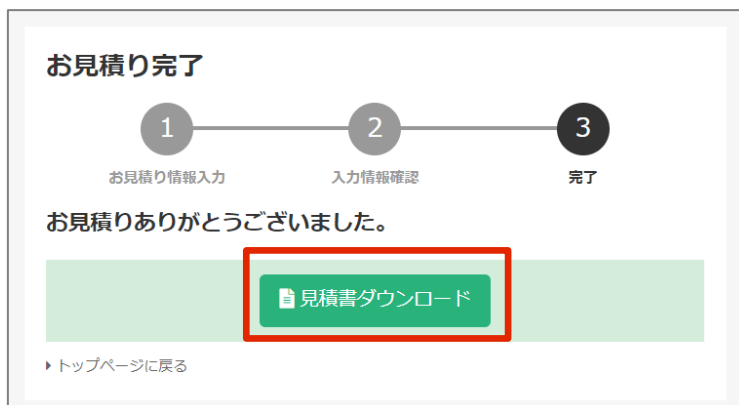 お見積り完了
1
2
3
お見積り情報入力
入力情報確認
完了
お見積りありがとうございました。
見積書ダウンロード
トップページに戻る